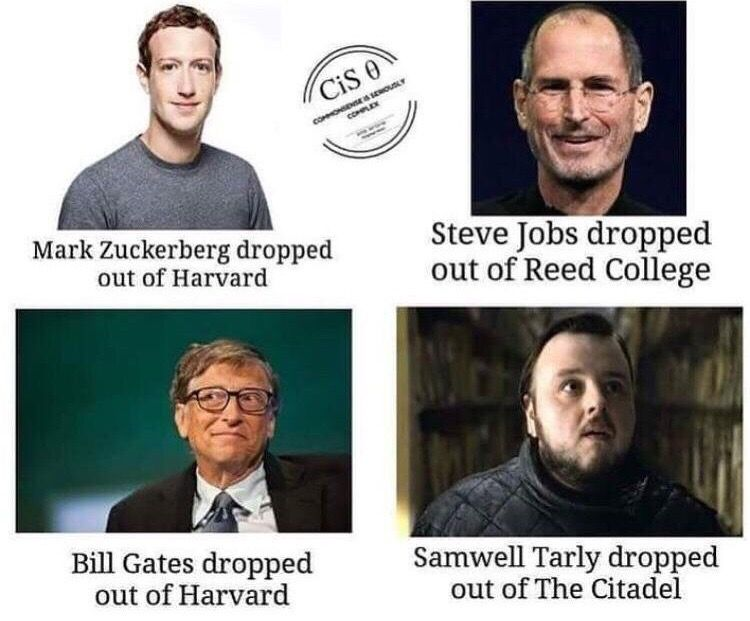 CiS θ
COMMONSENSE IS SERIOUSLY
COMPLEX
Mark Zuckerberg dropped
out of Harvard
Steve Jobs dropped
out of Reed College
Bill Gates dropped
out of Harvard
Samwell Tarly dropped
out of The Citadel